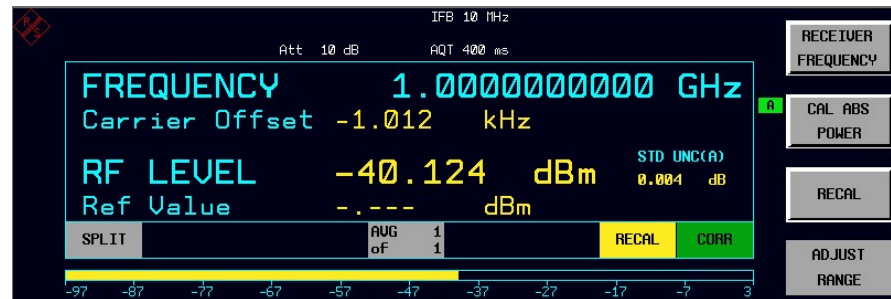 R S
IFB 10 MHz
Att 10 dB AQT 400 ms
FREQUENCY 1.0000000000 GHz
Carrier Offset -1.012 kHz
RF LEVEL -40.124 dBm
STD UNC(A)
0.004 dB
Ref Value -.--- dBm
SPLIT
AVG 1
of 1
RECAL
CORR
-97 -87 -77 -67 -57 -47 -37 -27 -17 -7 3
RECEIVER
FREQUENCY
A
CAL ABS
POWER
RECAL
ADJUST
RANGE